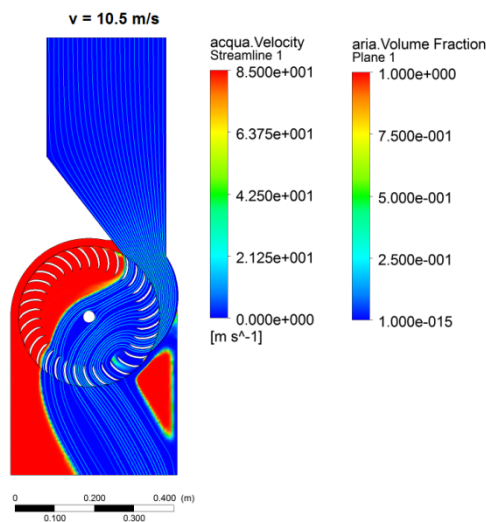 v = 10.5 m/s
acqua.Velocity
Streamline 1
8.500e+001
6.375e+001
4.250e+001
2.125e+001
0.000e+000
[m s^-1]
aria.Volume Fraction
Plane 1
1.000e+000
7.500e-001
5.000e-001
2.500e-001
1.000e-015
0 0.200 0.400 (m)
0.100 0.300